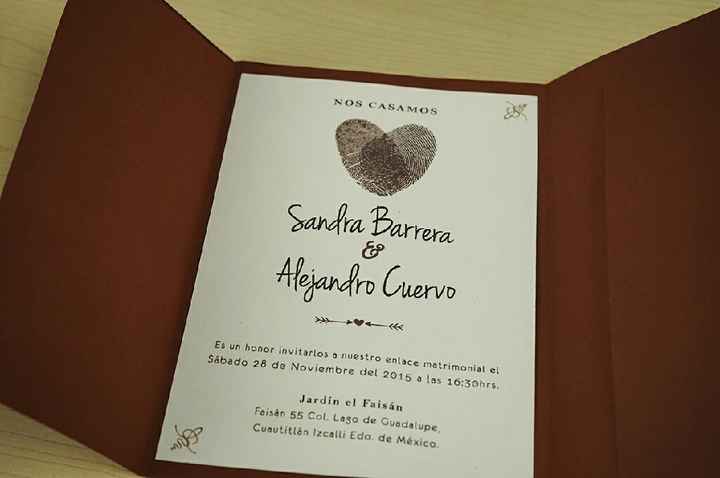 NOS CASAMOS
Sandra Barrera
&
Alejandro Cuervo
Es un honor invitarlos a nuestro enlace matrimonial el
Sábado 28 de Noviembre del 2015 a las 16:30hrs.
Jardín el Faisán
Faisán 55 Col. Lago de Guadalupe,
Cuautitlán Izcalli Edo. de México.